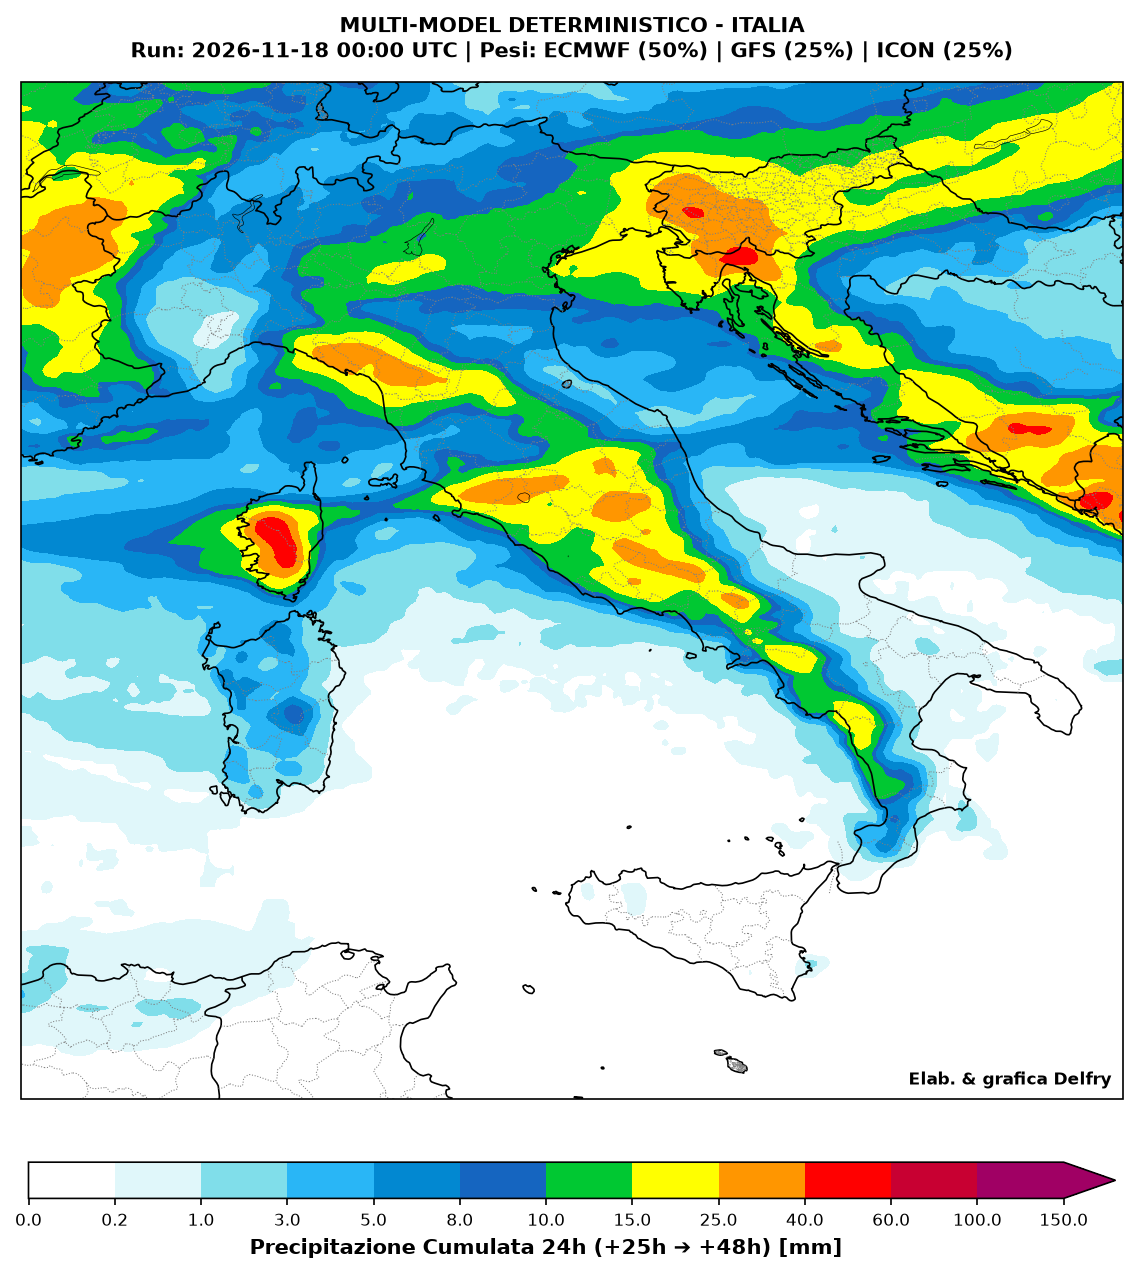 MULTI-MODEL DETERMINISTICO - ITALIA
Run: 2026-11-18 00:00 UTC | Pesi: ECMWF (50%) | GFS (25%) | ICON (25%)
Elab. & grafica Delfry
0.0 0.2 1.0 3.0 5.0 8.0 10.0 15.0 25.0 40.0 60.0 100.0 150.0
Precipitazione Cumulata 24h (+25h → +48h) [mm]